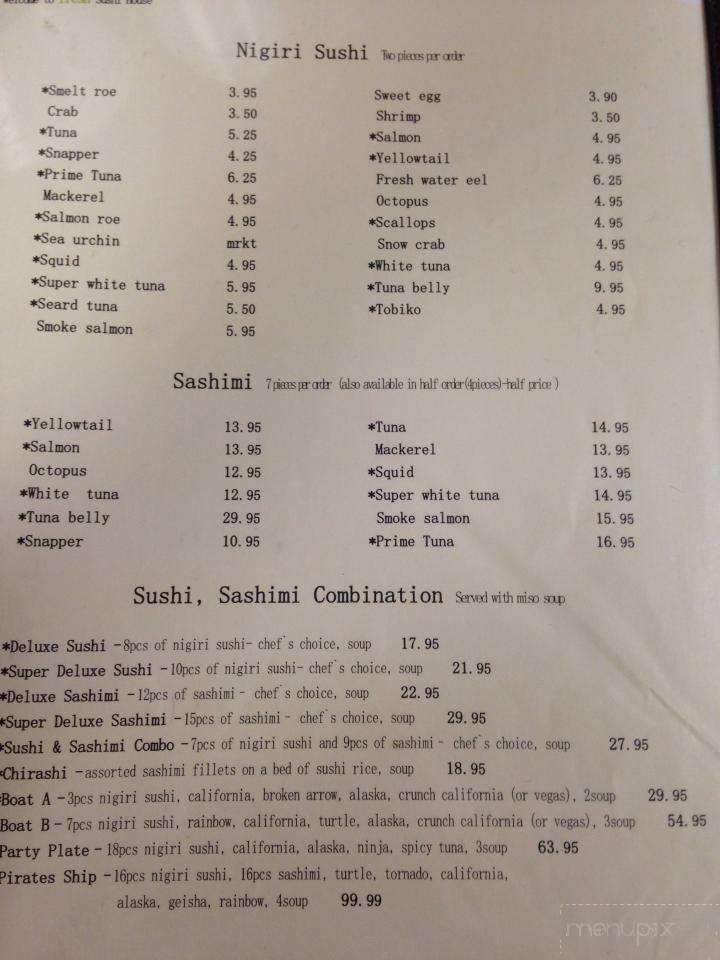 Welcome to Fresh Sushi House
Nigiri Sushi Two pieces per order
*Smelt roe 3.95
Crab 3.50
*Tuna 5.25
*Snapper 4.25
*Prime Tuna 6.25
Mackerel 4.95
*Salmon roe 4.95
*Sea urchin mrkt
*Squid 4.95
*Super white tuna 5.95
*Seard tuna 5.50
Smoke salmon 5.95
Sweet egg 3.90
Shrimp 3.50
*Salmon 4.95
*Yellowtail 4.95
Fresh water eel 6.25
Octopus 4.95
*Scallops 4.95
Snow crab 4.95
*White tuna 4.95
*Tuna belly 9.95
*Tobiko 4.95
Sashimi 7 pieces per order (also available in half order(4pieces)-half price )
*Yellowtail 13.95
*Salmon 13.95
Octopus 12.95
*White tuna 12.95
*Tuna belly 29.95
*Snapper 10.95
*Tuna 14.95
Mackerel 13.95
*Squid 13.95
*Super white tuna 14.95
Smoke salmon 15.95
*Prime Tuna 16.95
Sushi, Sashimi Combination Served with miso soup
*Deluxe Sushi -8pcs of nigiri sushi- chef's choice, soup 17.95
*Super Deluxe Sushi -10pcs of nigiri sushi- chef's choice, soup 21.95
*Deluxe Sashimi -12pcs of sashimi- chef's choice, soup 22.95
*Super Deluxe Sashimi -15pcs of sashimi- chef's choice, soup 29.95
*Sushi & Sashimi Combo -7pcs of nigiri sushi and 9pcs of sashimi- chef's choice, soup 27.95
*Chirashi -assorted sashimi fillets on a bed of sushi rice, soup 18.95
Boat A -3pcs nigiri sushi, california, broken arrow, alaska, crunch california (or vegas), 2soup 29.95
Boat B - 7pcs nigiri sushi, rainbow, california, turtle, alaska, crunch california (or vegas), 3soup 54.95
Party Plate - 18pcs nigiri sushi, california, alaska, ninja, spicy tuna, 3soup 63.95
Pirates Ship -16pcs nigiri sushi, 16pcs sashimi, turtle, tornado, california,
alaska, geisha, rainbow, 4soup 99.99
menupix